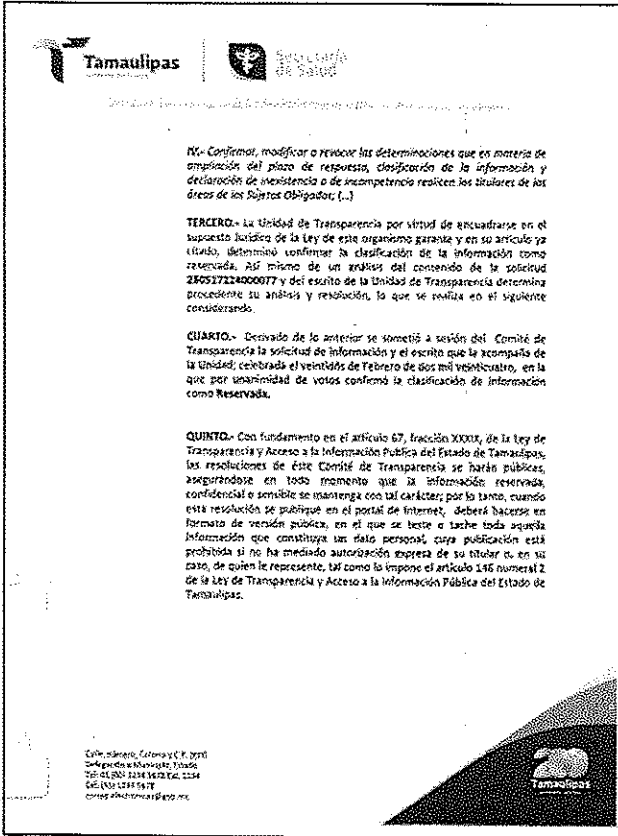 Tamaulipas
Secretaría
de Salud
IV.- Confirmar, modificar o revocar las determinaciones que en materia de
ampliación del plazo de respuesta, clasificación de la información y
declaración de inexistencia o de incompetencia realicen los titulares de las
áreas de los Sujetos Obligados; (...)
TERCERO.- La Unidad de Transparencia por virtud de encuadrarse en el
supuesto jurídico de la Ley de este organismo garante y en su artículo ya
citado, determinó confirmar la clasificación de la información como
reservada. Así mismo de un análisis del contenido de la solicitud
280517224000077 y del escrito de la Unidad de Transparencia determina
procedente su análisis y resolución, lo que se realiza en el siguiente
considerando.
CUARTO.- Derivado de lo anterior se sometió a sesión del Comité de
Transparencia la solicitud de información y el escrito que la acompaña de
la Unidad; celebrada el veintidós de Febrero de dos mil veinticuatro, en la
que por unanimidad de votos confirmó la clasificación de información
como Reservada.
QUINTO.- Con fundamento en el artículo 67, fracción XXXIX, de la Ley de
Transparencia y Acceso a la Información Publica del Estado de Tamaulipas,
las resoluciones de éste Comité de Transparencia se harán públicas,
asegurándose en todo momento que la información reservada,
confidencial o sensible se mantenga con tal carácter; por lo tanto, cuando
esta resolución se publique en el portal de Internet, deberá hacerse en
formato de versión pública, en el que se teste o tache toda aquella
información que constituya un dato personal, cuya publicación está
prohibida si no ha mediado autorización expresa de su titular o, en su
caso, de quien le represente, tal como lo impone el artículo 146 numeral 2
de la Ley de Transparencia y Acceso a la Información Pública del Estado de
Tamaulipas.
Calle, número, Colonia y C.P.
Delegación o Municipio, Estado
200
Tamaulipas